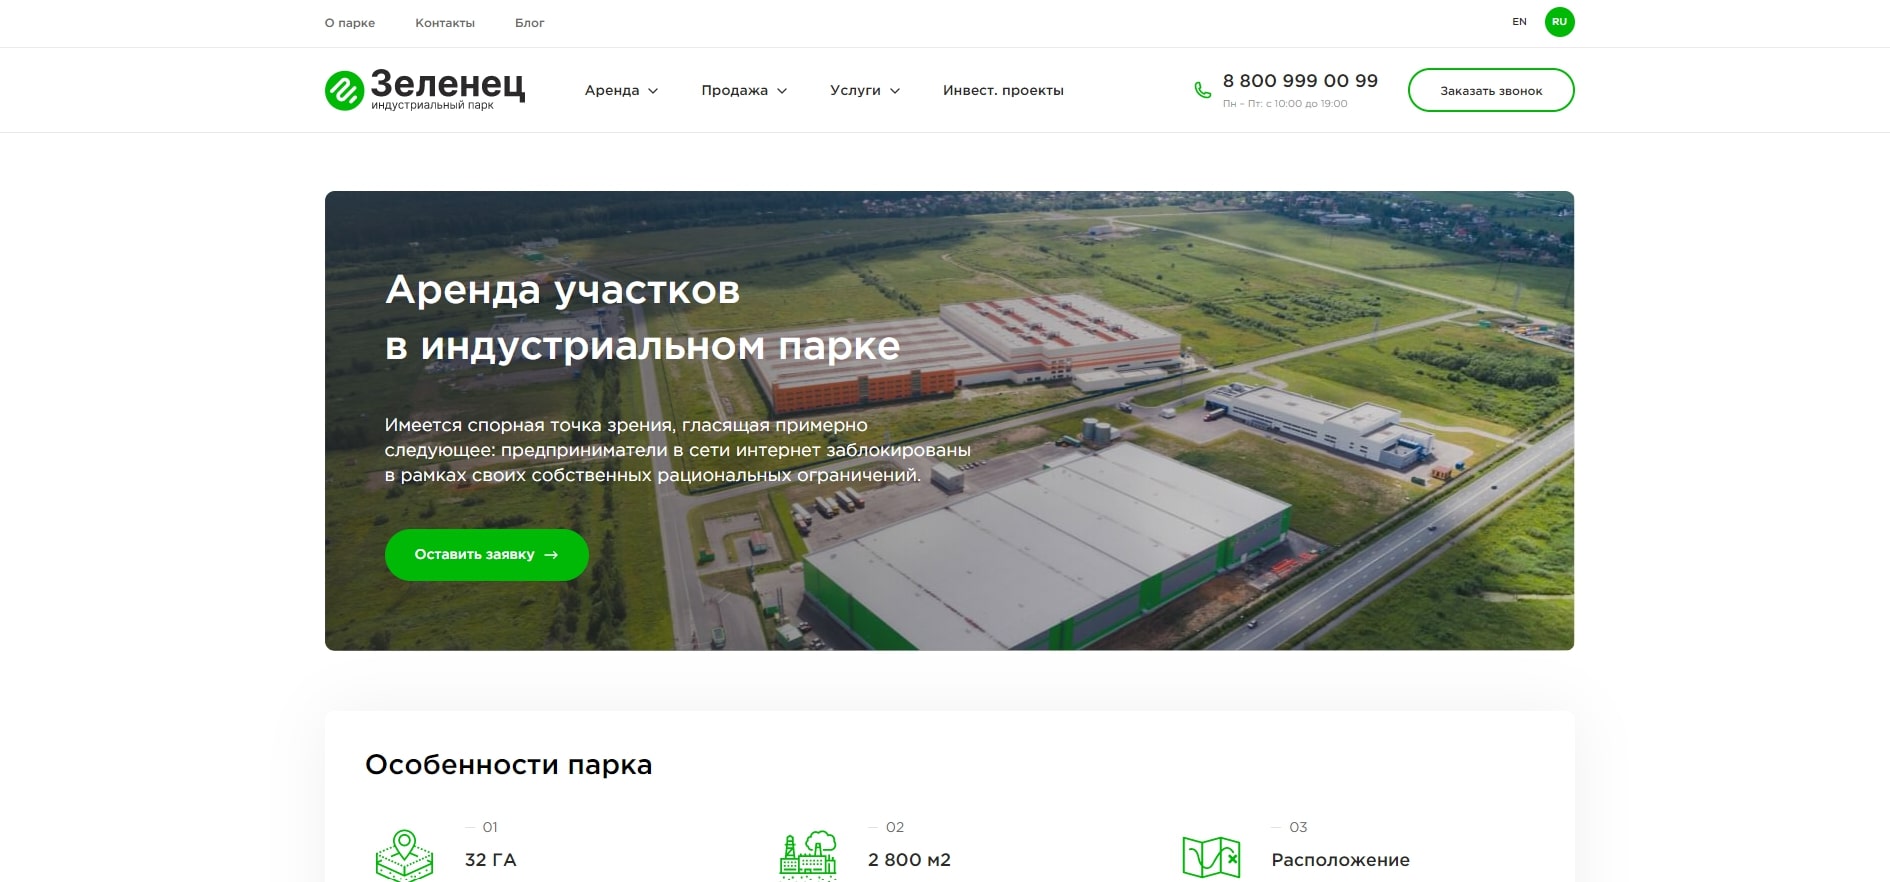 О парке
Контакты
Блог
EN
RU
Зеленец
индустриальный парк
Аренда
Продажа
Услуги
Инвест. проекты
8 800 999 00 99
Пн – Пт: с 10:00 до 19:00
Заказать звонок
Аренда участков
в индустриальном парке
Имеется спорная точка зрения, гласящая примерно
следующее: предприниматели в сети интернет заблокированы
в рамках своих собственных рациональных ограничений.
Оставить заявку →
Особенности парка
01
32 ГА
02
2 800 м2
03
Расположение